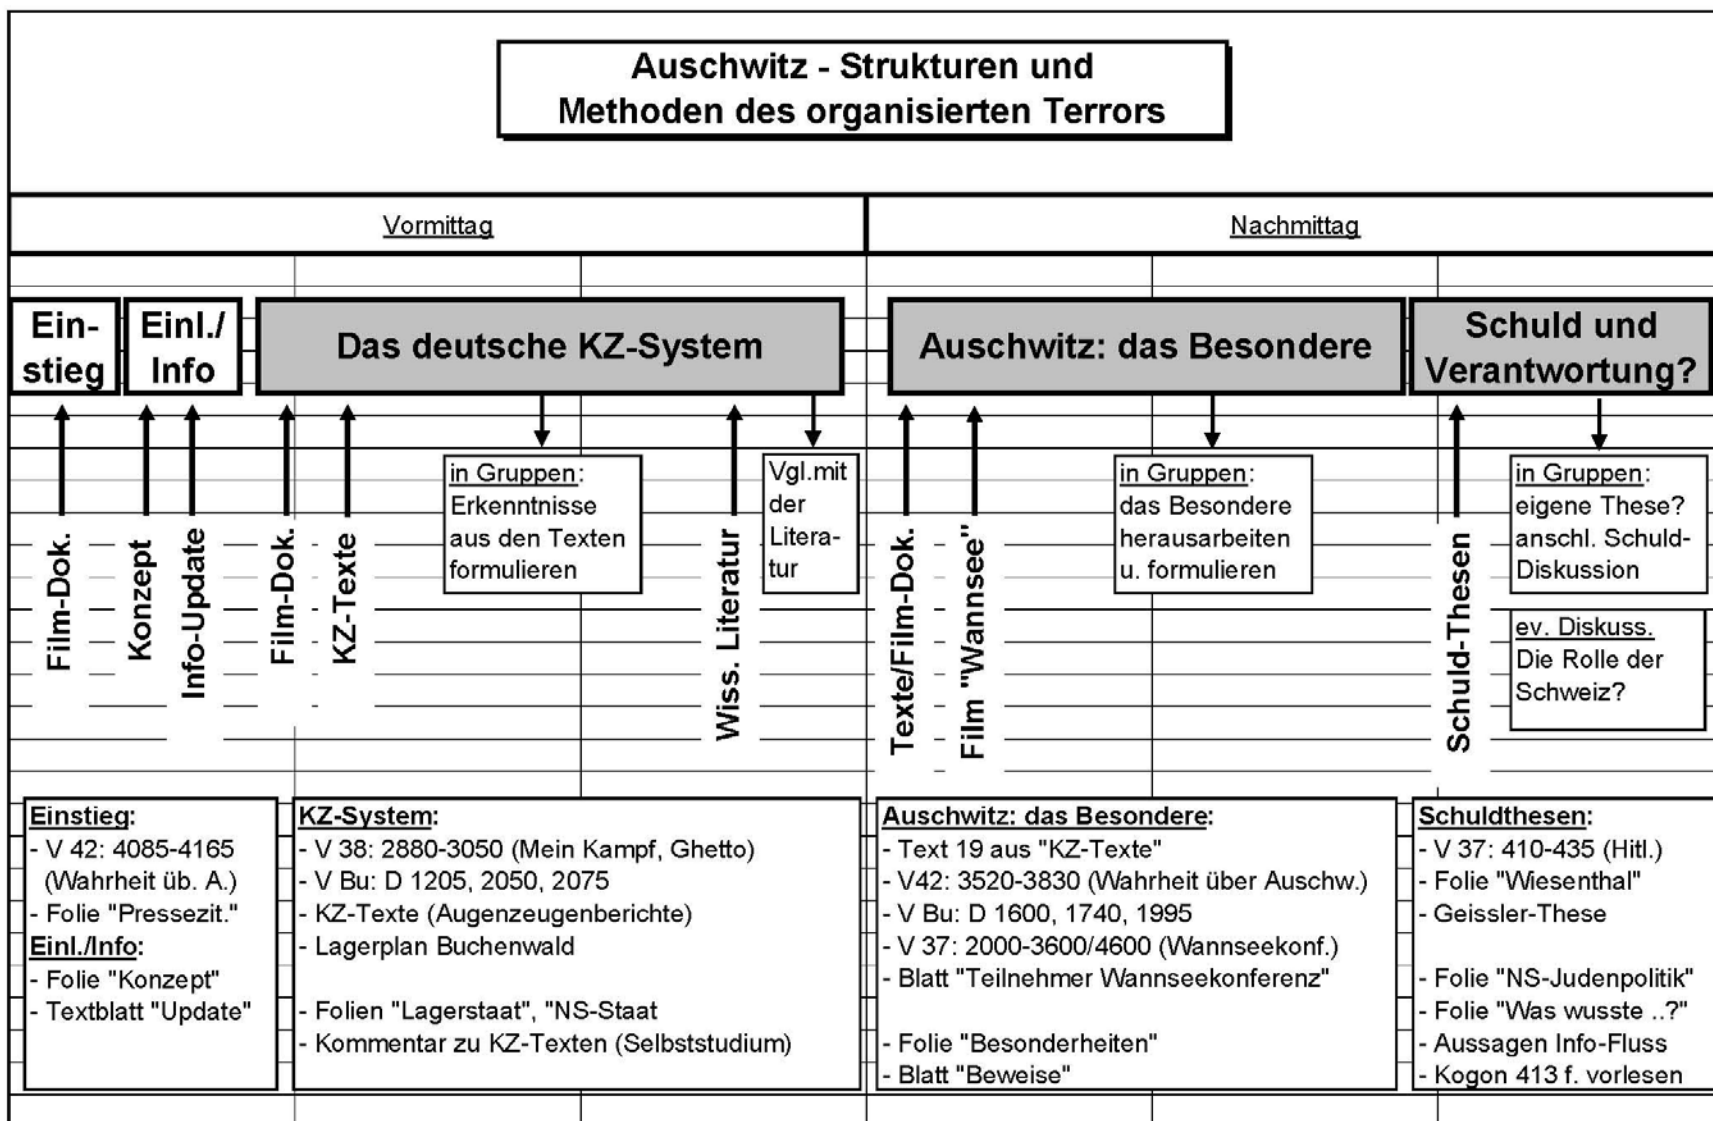 Auschwitz - Strukturen und
Methoden des organisierten Terrors
Vormittag
Nachmittag
Ein-
stieg
Einl./
Info
Das deutsche KZ-System
Auschwitz: das Besondere
Schuld und
Verantwortung?
Film-Dok.
Konzept
Info-Update
Film-Dok.
KZ-Texte
in Gruppen:
Erkenntnisse
aus den Texten
formulieren
Wiss. Literatur
Vgl.mit
der
Litera-
tur
Texte/Film-Dok.
Film "Wannsee"
in Gruppen:
das Besondere
herausarbeiten
u. formulieren
Schuld-Thesen
in Gruppen:
eigene These?
anschl. Schuld-
Diskussion
ev. Diskuss.
Die Rolle der
Schweiz?
Einstieg:
- V 42: 4085-4165
(Wahrheit üb. A.)
- Folie "Pressezit."
Einl./Info:
- Folie "Konzept"
- Textblatt "Update"
KZ-System:
- V 38: 2880-3050 (Mein Kampf, Ghetto)
- V Bu: D 1205, 2050, 2075
- KZ-Texte (Augenzeugenberichte)
- Lagerplan Buchenwald
- Folien "Lagerstaat", "NS-Staat
- Kommentar zu KZ-Texten (Selbststudium)
Auschwitz: das Besondere:
- Text 19 aus "KZ-Texte"
- V42: 3520-3830 (Wahrheit über Auschw.)
- V Bu: D 1600, 1740, 1995
- V 37: 2000-3600/4600 (Wannseekonf.)
- Blatt "Teilnehmer Wannseekonferenz"
- Folie "Besonderheiten"
- Blatt "Beweise"
Schuldthesen:
- V 37: 410-435 (Hitl.)
- Folie "Wiesenthal"
- Geissler-These
- Folie "NS-Judenpolitik"
- Folie "Was wusste ..?"
- Aussagen Info-Fluss
- Kogon 413 f. vorlesen